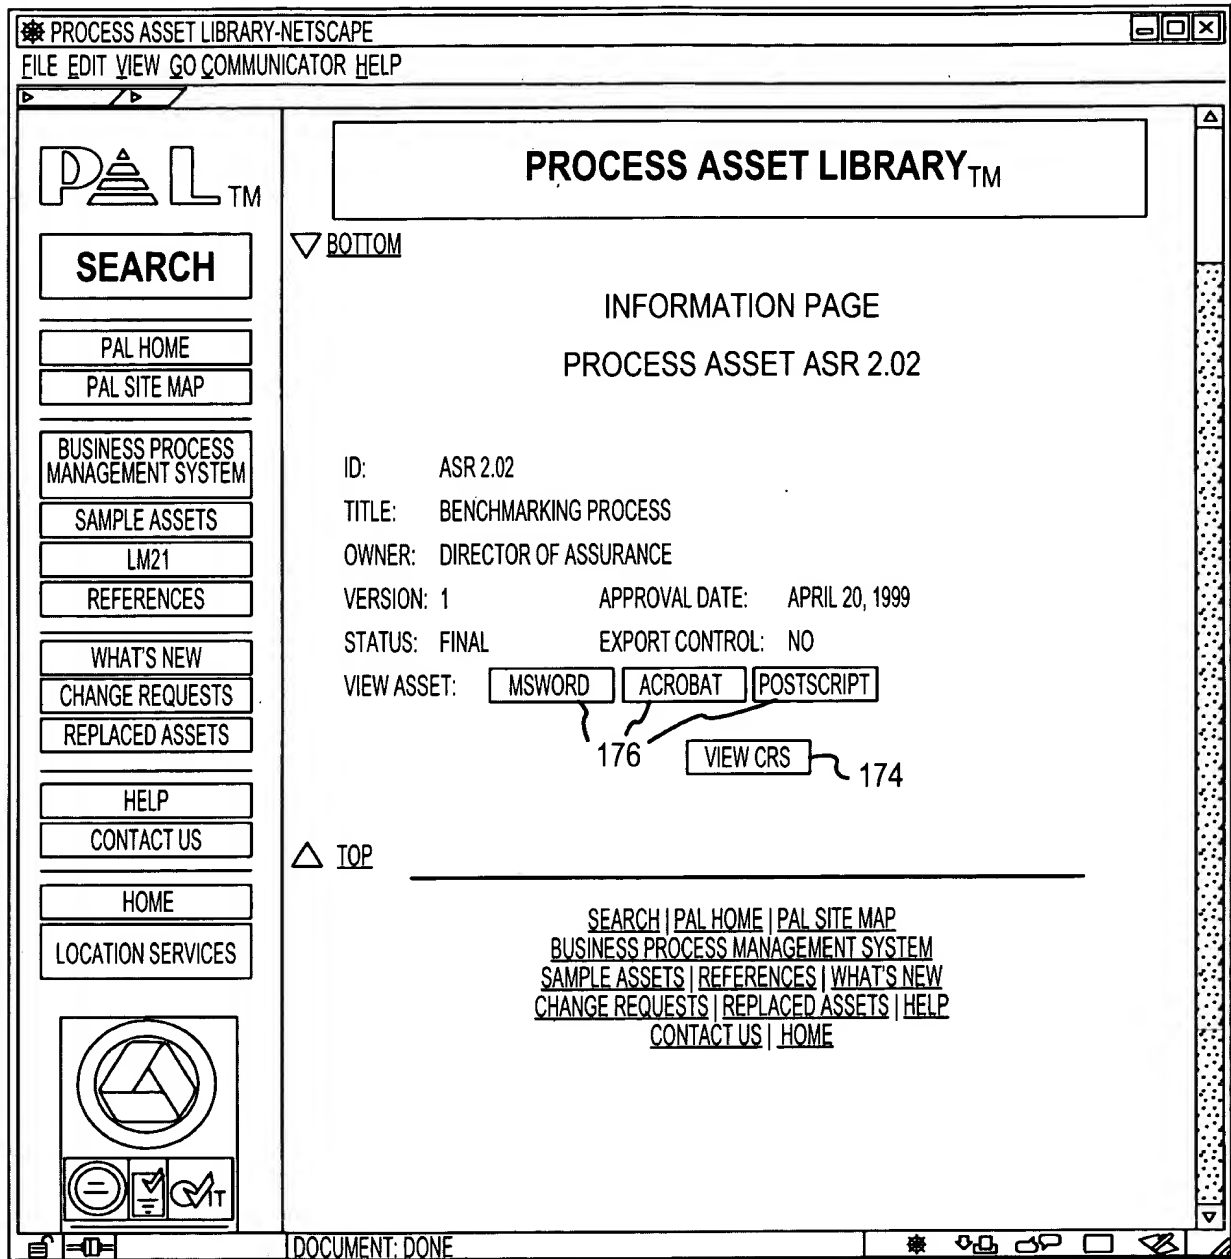 PROCESS ASSET LIBRARY-NETSCAPE
FILE EDIT VIEW GO COMMUNICATOR HELP
PAL TM
SEARCH
PAL HOME
PAL SITE MAP
BUSINESS PROCESS
MANAGEMENT SYSTEM
SAMPLE ASSETS
LM21
REFERENCES
WHAT'S NEW
CHANGE REQUESTS
REPLACED ASSETS
HELP
CONTACT US
HOME
LOCATION SERVICES
IT
PROCESS ASSET LIBRARY TM
BOTTOM
INFORMATION PAGE
PROCESS ASSET ASR 2.02
ID: ASR 2.02
TITLE: BENCHMARKING PROCESS
OWNER: DIRECTOR OF ASSURANCE
VERSION: 1 APPROVAL DATE: APRIL 20, 1999
STATUS: FINAL EXPORT CONTROL: NO
VIEW ASSET: MSWORD ACROBAT POSTSCRIPT
176 VIEW CRS 174
TOP
SEARCH | PAL HOME | PAL SITE MAP
BUSINESS PROCESS MANAGEMENT SYSTEM
SAMPLE ASSETS | REFERENCES | WHAT'S NEW
CHANGE REQUESTS | REPLACED ASSETS | HELP
CONTACT US | HOME
DOCUMENT: DONE